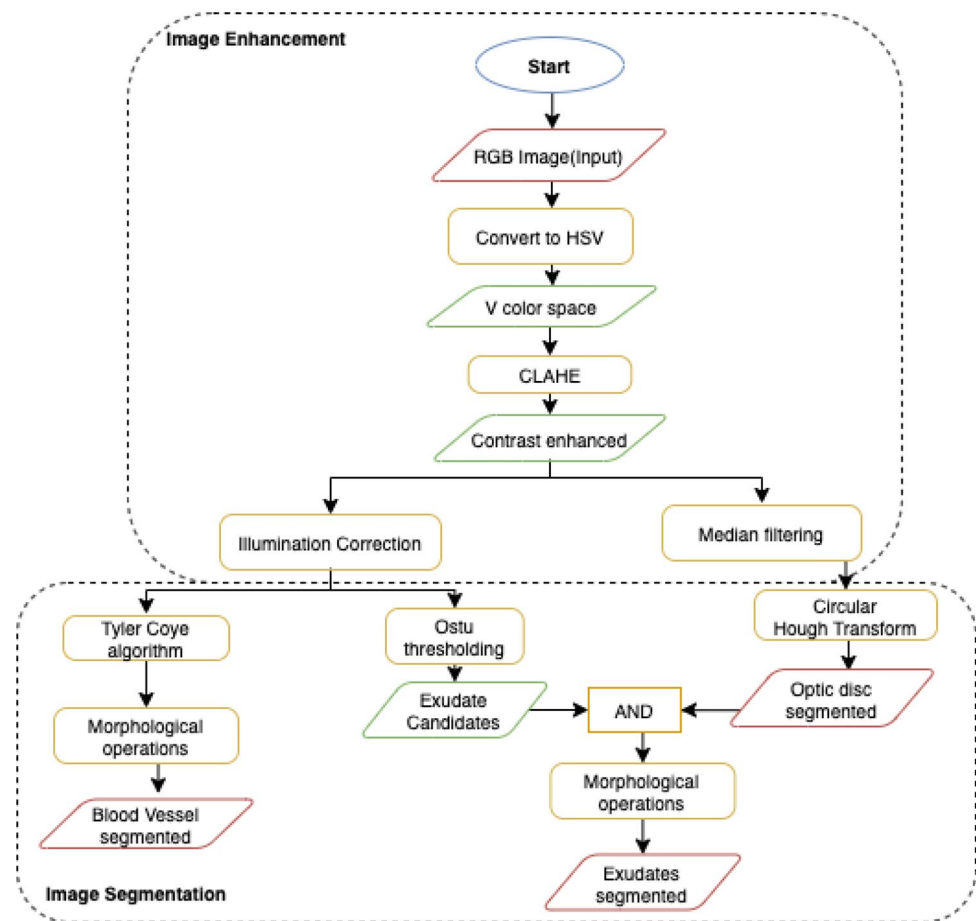 Image Enhancement
Start
RGB Image(Input)
Convert to HSV
V color space
CLAHE
Contrast enhanced
Illumination Correction
Median filtering
Tyler Coye
algorithm
Ostu
thresholding
Circular
Hough Transform
Exudate
Candidates
AND
Optic disc
segmented
Morphological
operations
Morphological
operations
Blood Vessel
segmented
Exudates
segmented
Image Segmentation